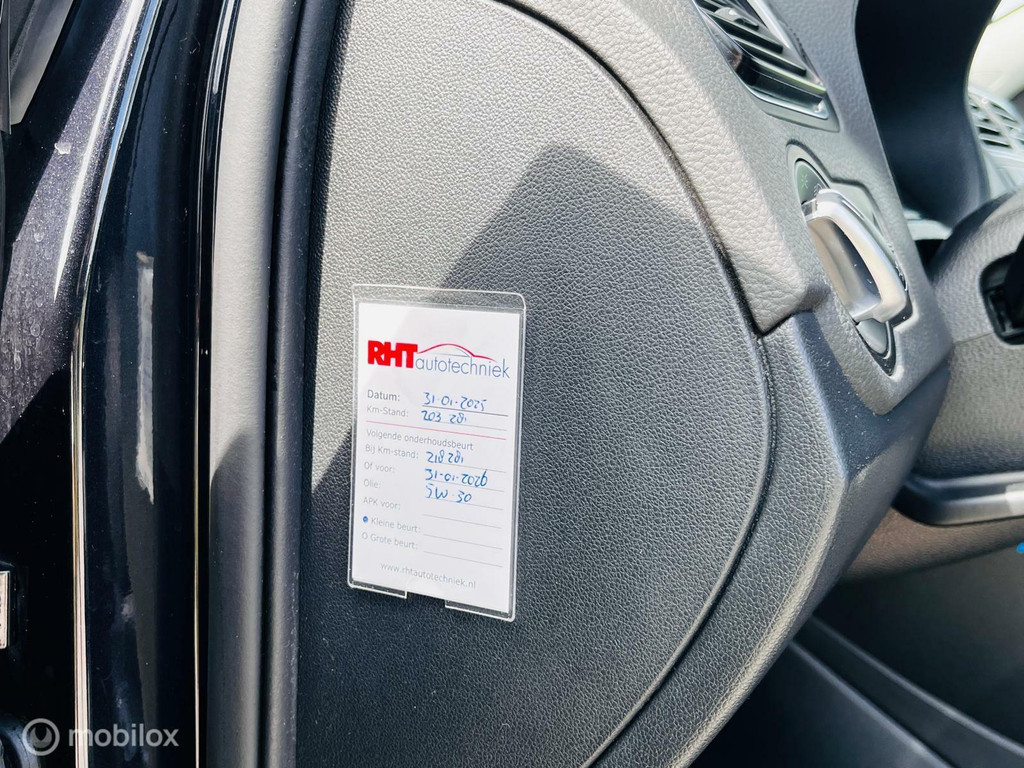 RHT autotechniek
Datum: 31-01-2025
Km-Stand: 203 281
Volgende onderhoudsbeurt
Bij Km-stand: 218281
Of voor: 31-01-2026
Olie: 5W-30
APK voor:
Kleine beurt:
O Grote beurt:
www.rhtautotechniek.nl
mobilox